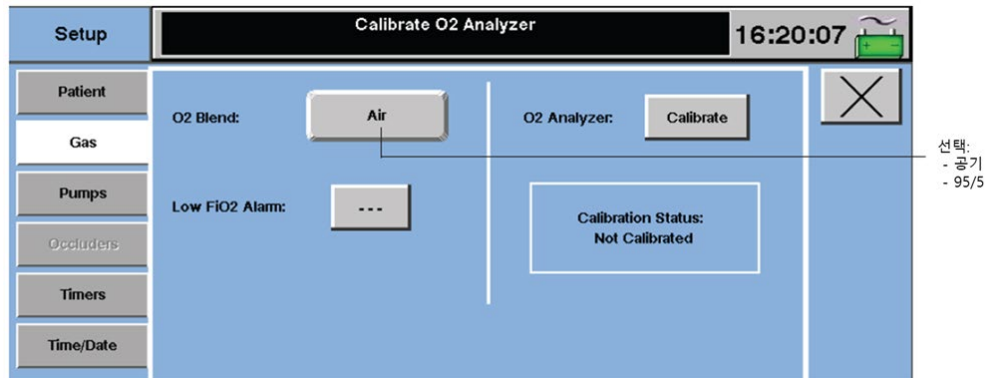 Setup
Calibrate O2 Analyzer
16:20:07
Patient
Gas
Pumps
Occluders
Timers
Time/Date
O2 Blend:
Air
Low FiO2 Alarm:
---
O2 Analyzer:
Calibrate
Calibration Status:
Not Calibrated
선택:
- 공기
- 95/5